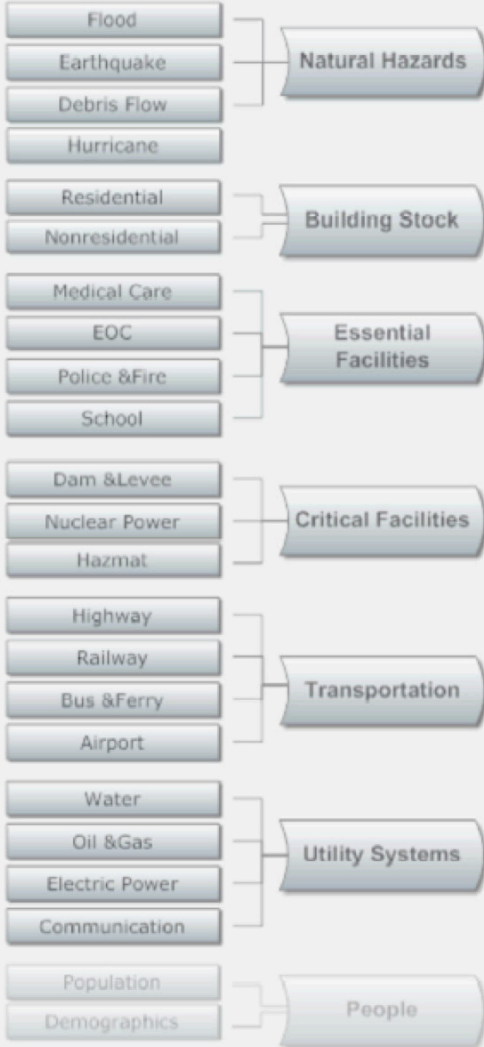 Flood
Earthquake
Debris Flow
Hurricane
Natural Hazards
Residential
Nonresidential
Building Stock
Medical Care
EOC
Police &Fire
School
Essential
Facilities
Dam &Levee
Nuclear Power
Hazmat
Critical Facilities
Highway
Railway
Bus &Ferry
Airport
Transportation
Water
Oil &Gas
Electric Power
Communication
Utility Systems
Population
Demographics
People